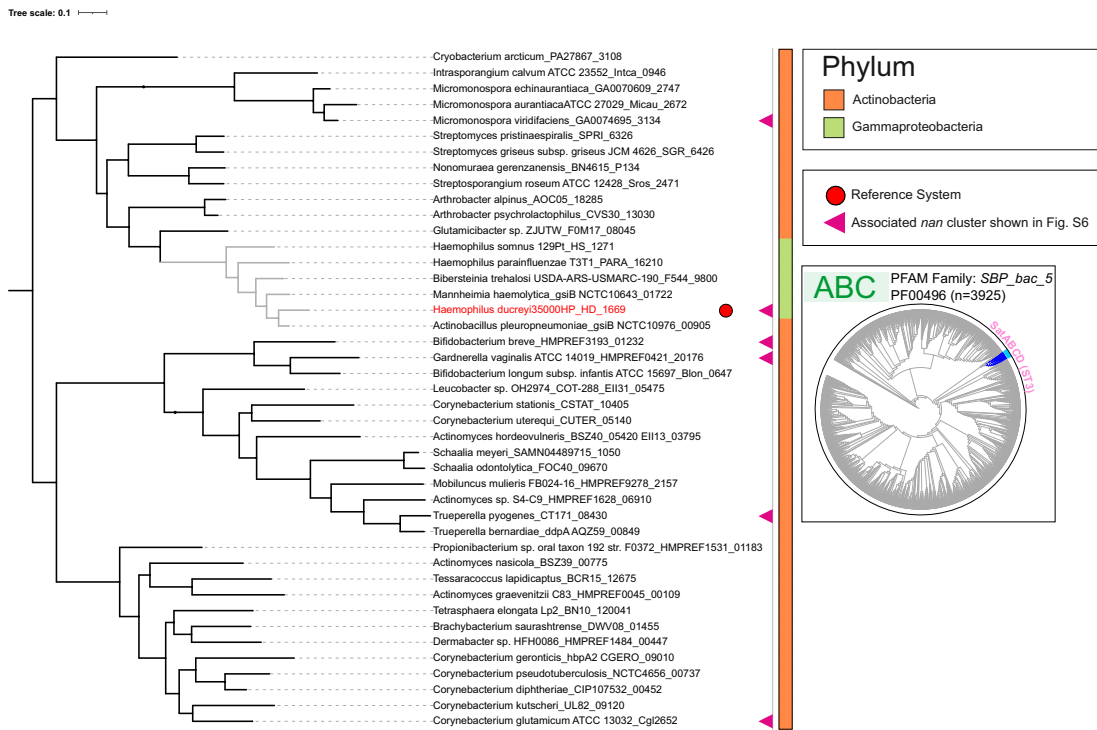 Tree scale: 0.1
Cryobacterium arcticum_PA27867_3108
Intrasporangium calvum ATCC 23552_Intca_0946
Micromonospora echinaurantiaca_GA0070609_2747
Micromonospora aurantiacaATCC 27029_Micau_2672
Micromonospora viridifaciens_GA0074695_3134
Streptomyces pristinaespiralis_SPRI_6326
Streptomyces griseus subsp. griseus JCM 4626_SGR_6426
Nonomuraea gerenzanensis_BN4615_P134
Streptosporangium roseum ATCC 12428_Sros_2471
Arthrobacter alpinus_AOC05_18285
Arthrobacter psychrolactophilus_CVS30_13030
Glutamicibacter sp. ZJUTW_F0M17_08045
Haemophilus somnus 129Pt_HS_1271
Haemophilus parainfluenzae T3T1_PARA_16210
Bibersteinia trehalosi USDA-ARS-USMARC-190_F544_9800
Mannheimia haemolytica_gsiB NCTC10643_01722
Haemophilus ducreyi35000HP_HD_1669
Actinobacillus pleuropneumoniae_gsiB NCTC10976_00905
Bifidobacterium breve_HMPREF3193_01232
Gardnerella vaginalis ATCC 14019_HMPREF0421_20176
Bifidobacterium longum subsp. infantis ATCC 15697_Blon_0647
Leucobacter sp. OH2974_COT-288_EII31_05475
Corynebacterium stationis_CSTAT_10405
Corynebacterium uterequi_CUTER_05140
Actinomyces hordeovulneris_BSZ40_05420 EII13_03795
Schaalia meyeri_SAMN04489715_1050
Schaalia odontolytica_FOC40_09670
Mobiluncus mulieris FB024-16_HMPREF9278_2157
Actinomyces sp. S4-C9_HMPREF1628_06910
Trueperella pyogenes_CT171_08430
Trueperella bernardiae_ddpA AQZ59_00849
Propionibacterium sp. oral taxon 192 str. F0372_HMPREF1531_01183
Actinomyces nasicola_BSZ39_00775
Tessaracoccus lapidicaptus_BCR15_12675
Actinomyces graevenitzii C83_HMPREF0045_00109
Tetrasphaera elongata Lp2_BN10_120041
Brachybacterium saurashtrense_DWV08_01455
Dermabacter sp. HFH0086_HMPREF1484_00447
Corynebacterium geronticis_hbpA2 CGERO_09010
Corynebacterium pseudotuberculosis_NCTC4656_00737
Corynebacterium diphtheriae_CIP107532_00452
Corynebacterium kutscheri_UL82_09120
Corynebacterium glutamicum ATCC 13032_Cgl2652
Phylum
Actinobacteria
Gammaproteobacteria
Reference System
Associated nan cluster shown in Fig. S6
ABC
PFAM Family: SBP_bac_5
PF00496 (n=3925)
SatABCD (ST3)